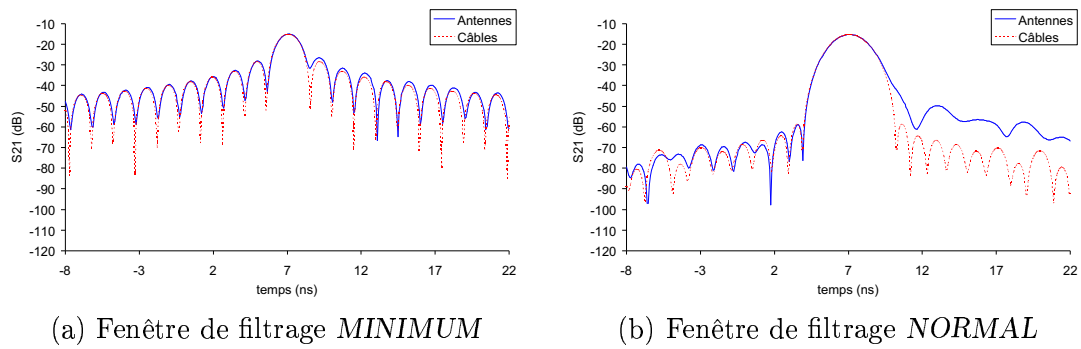 -10
-20
-30
-40
-50
-60
-70
-80
-90
-100
-110
-120
S21 (dB)
-8 -3 2 7 12 17 22
temps (ns)
Antennes
Câbles
(a) Fenêtre de filtrage MINIMUM
-10
-20
-30
-40
-50
-60
-70
-80
-90
-100
-110
-120
S21 (dB)
-8 -3 2 7 12 17 22
temps (ns)
Antennes
Câbles
(b) Fenêtre de filtrage NORMAL